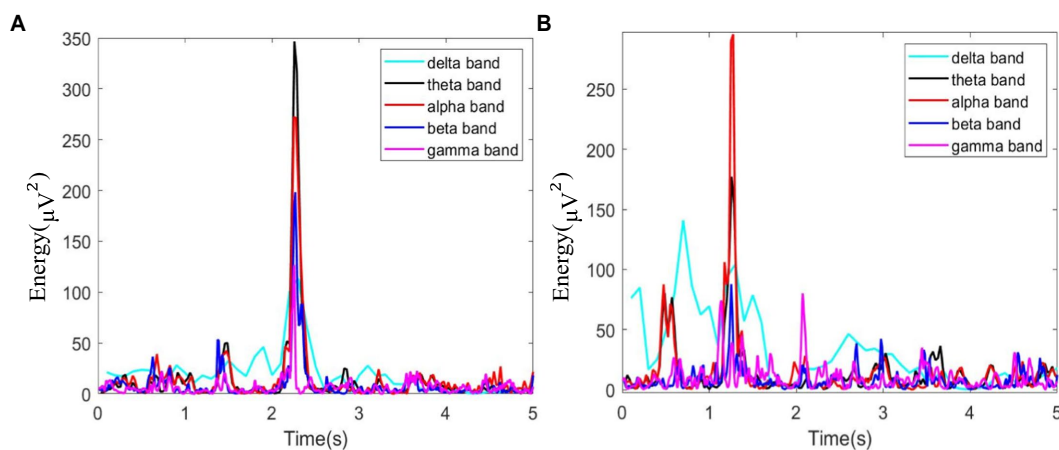 A
350
300
250
200
150
100
50
0
0 1 2 3 4 5
Energy(μV²)
Time(s)
delta band
theta band
alpha band
beta band
gamma band
B
250
200
150
100
50
0
0 1 2 3 4 5
Energy(μV²)
Time(s)
delta band
theta band
alpha band
beta band
gamma band